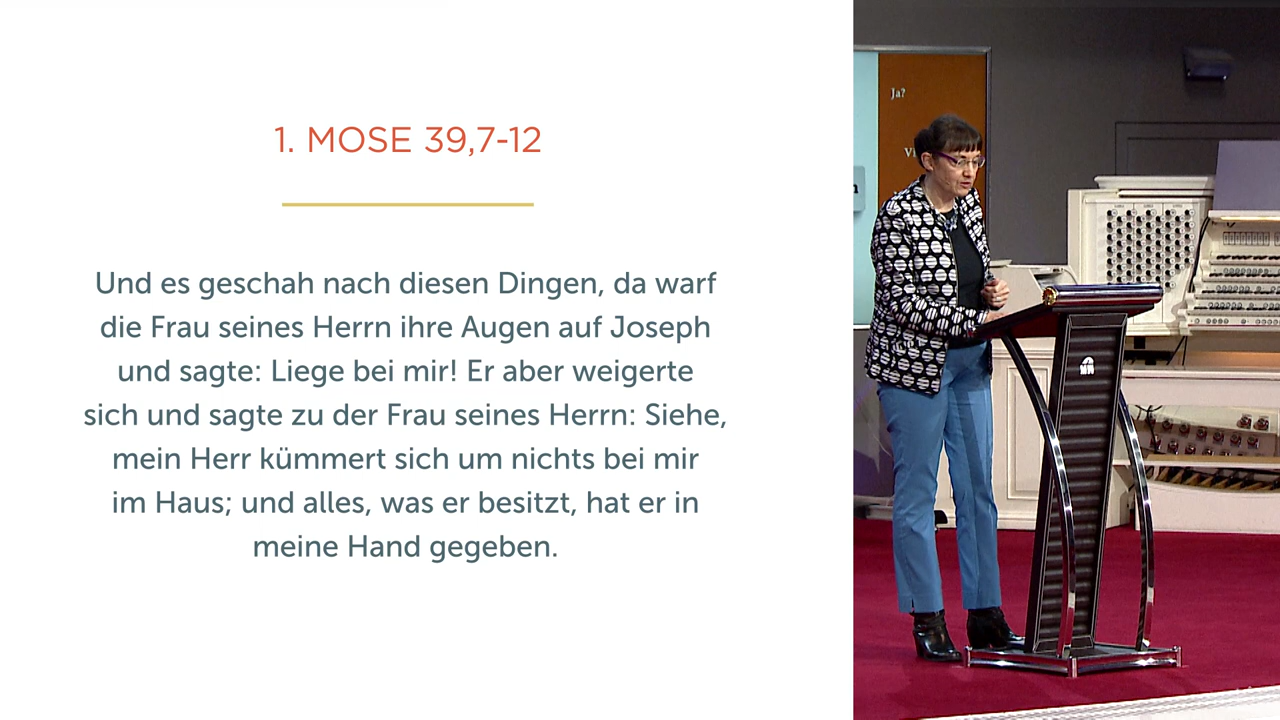 1. MOSE 39,7-12
Und es geschah nach diesen Dingen, da warf
die Frau seines Herrn ihre Augen auf Joseph
und sagte: Liege bei mir! Er aber weigerte
sich und sagte zu der Frau seines Herrn: Siehe,
mein Herr kümmert sich um nichts bei mir
im Haus; und alles, was er besitzt, hat er in
meine Hand gegeben.
Ja?